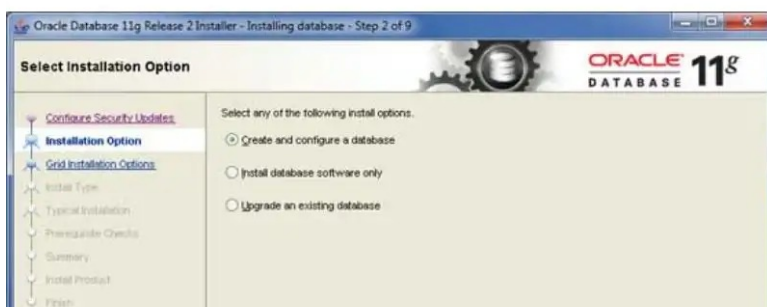 Oracle Database 11g Release 2 Installer - Installing database - Step 2 of 9
Select Installation Option
ORACLE
DATABASE 11g
Configure Security Updates
Installation Option
Grid Installation Options
Install Type
Typical Installation
Prerequisite Checks
Summary
Install Product
Finish
Select any of the following install options.
Create and configure a database
Install database software only
Upgrade an existing database